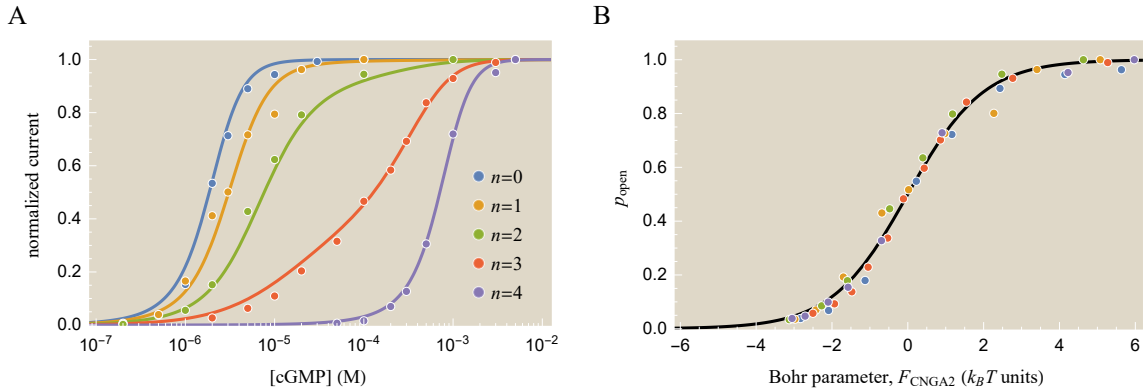 A
B
normalized current
1.0
0.8
0.6
0.4
0.2
0.0
n=0
n=1
n=2
n=3
n=4
10⁻⁷
10⁻⁶
10⁻⁵
10⁻⁴
10⁻³
10⁻²
[cGMP] (M)
p_open
1.0
0.8
0.6
0.4
0.2
0.0
-6
-4
-2
0
2
4
6
Bohr parameter, F_CNGA2 (k_BT units)